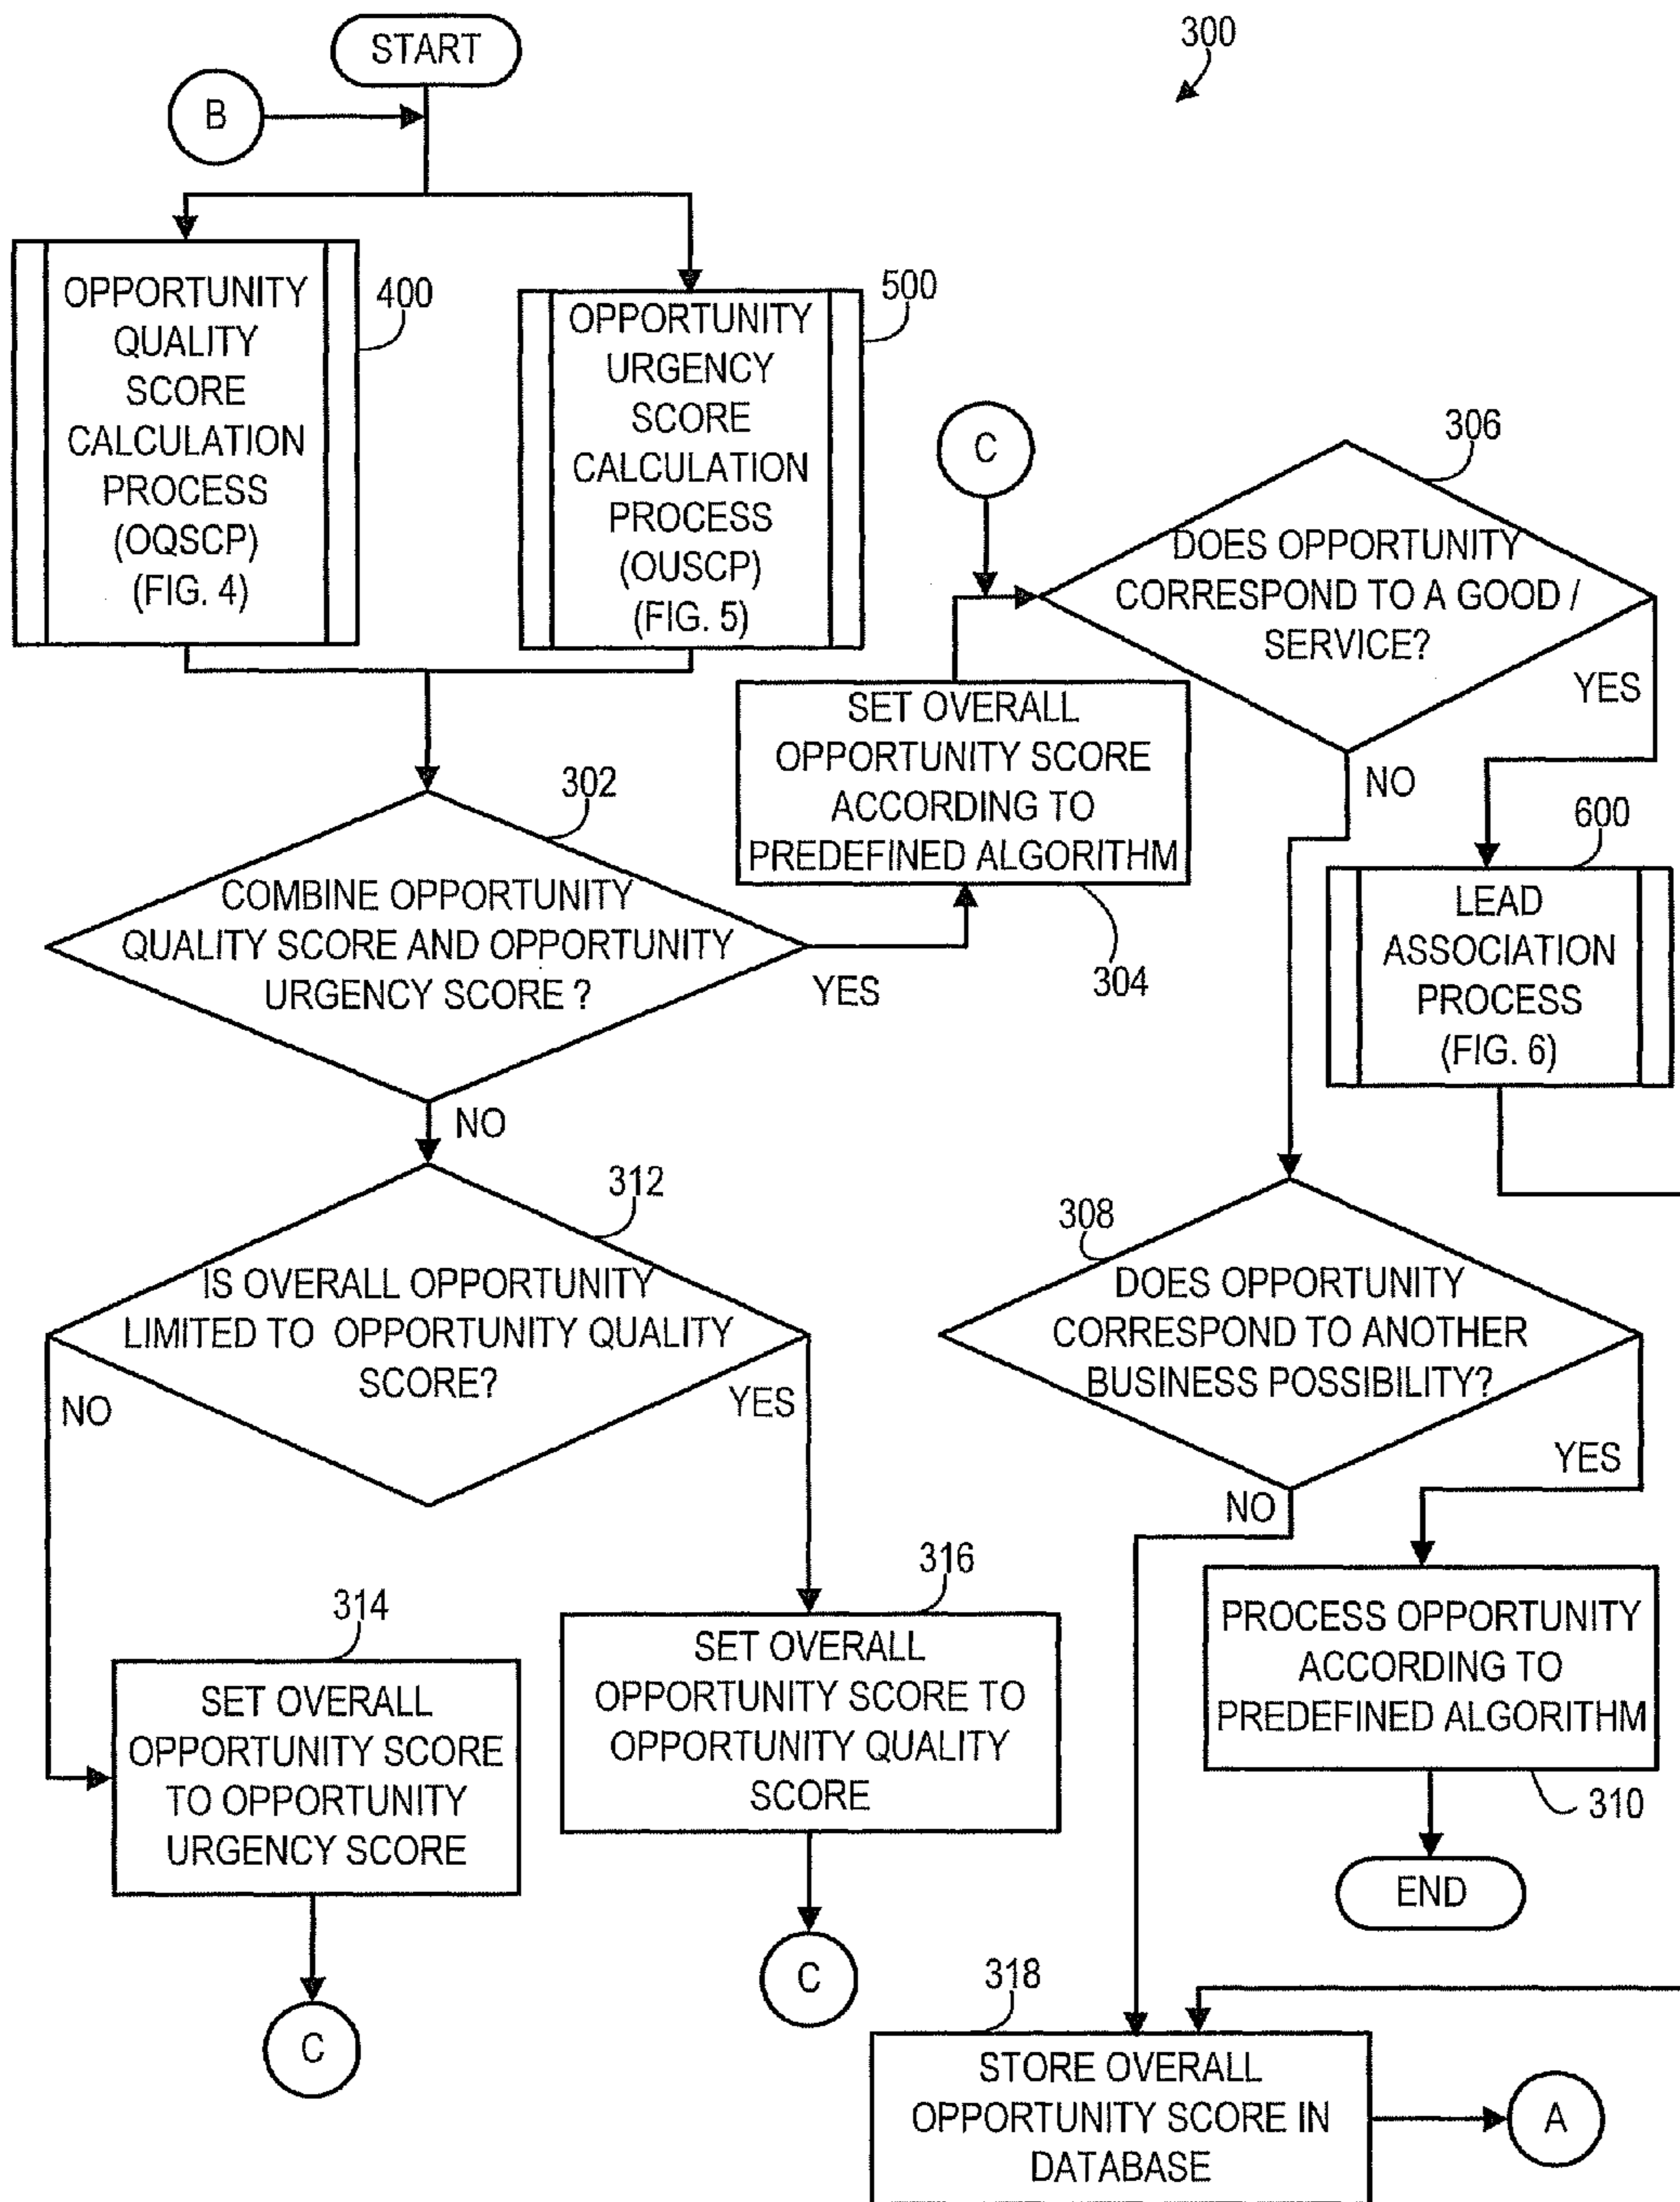 300
START
B
OPPORTUNITY
QUALITY
SCORE
CALCULATION
PROCESS
(OQSCP)
(FIG. 4)
400
OPPORTUNITY
URGENCY
SCORE
CALCULATION
PROCESS
(OUSCP)
(FIG. 5)
500
302
COMBINE OPPORTUNITY
QUALITY SCORE AND OPPORTUNITY
URGENCY SCORE ?
YES
NO
SET OVERALL
OPPORTUNITY SCORE
ACCORDING TO
PREDEFINED ALGORITHM
304
C
306
DOES OPPORTUNITY
CORRESPOND TO A GOOD /
SERVICE?
YES
NO
600
LEAD
ASSOCIATION
PROCESS
(FIG. 6)
312
IS OVERALL OPPORTUNITY
LIMITED TO OPPORTUNITY QUALITY
SCORE?
NO
YES
308
DOES OPPORTUNITY
CORRESPOND TO ANOTHER
BUSINESS POSSIBILITY?
YES
NO
314
SET OVERALL
OPPORTUNITY SCORE
TO OPPORTUNITY
URGENCY SCORE
C
316
SET OVERALL
OPPORTUNITY SCORE TO
OPPORTUNITY QUALITY
SCORE
C
PROCESS OPPORTUNITY
ACCORDING TO
PREDEFINED ALGORITHM
310
END
318
STORE OVERALL
OPPORTUNITY SCORE IN
DATABASE
A